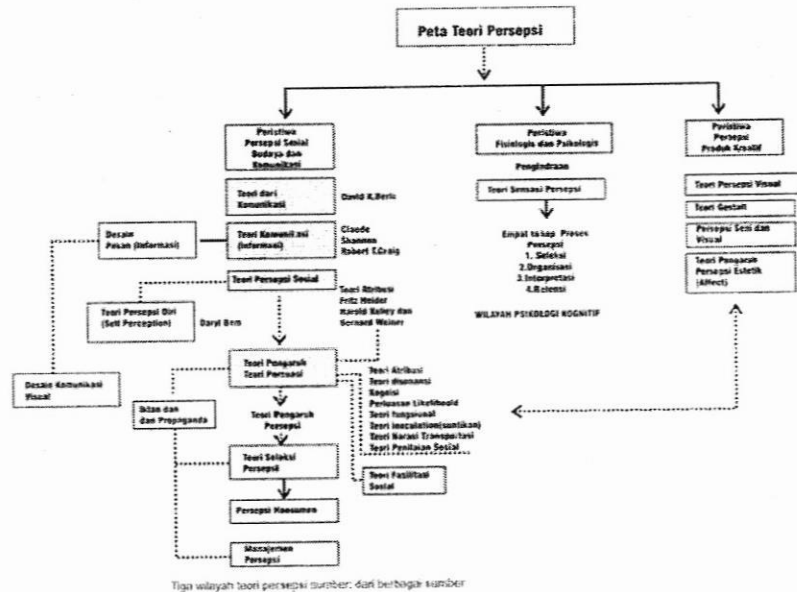 Peta Teori Persepsi
Peristiwa
Persepsi Sosial
Budaya dan
Komunikasi
Teori dari
Komunikasi
David K.Berlo
Desain
Pesan (Informasi)
Teori Komunikasi
(Informasi)
Claude
Shannon
Robert T.Craig
Teori Persepsi Sosial
Teori Atribusi
Fritz Heider
Harold Kelley dan
Bernard Weiner
Teori Persepsi Diri
(Self Perception)
Daryl Bem
Teori Pengaruh
Teori Persuasi
Desain Komunikasi
Visual
Iklan dan
dan Propaganda
Teori Pengaruh
Persepsi
Teori Atribusi
Teori disonansi
Kognisi
Perluasan Likelihoold
Teori fungsional
Teori inoculation(suntikan)
Teori Narasi Transportasi
Teori Penilaian Sosial
Teori Seleksi
Persepsi
Teori Fasilitasi
Sosial
Persepsi Konsumen
Manajemen
Persepsi
Peristiwa
Fisiologis dan Psikologis
Pengindraan
Teori Sensasi Persepsi
Empat tahap Proses
Persepsi
1. Seleksi
2.Organisasi
3.Interpretasi
4.Retensi
WILAYAH PSIKOLOGI KOGNITIF
Peristiwa
Persepsi
Produk Kreatif
Teori Persepsi Visual
Teori Gestalt
Persepsi Seni dan
Visual
Teori Pengaruh
Persepsi Estetik
(Affect)
Tiga wilayah teori persepsi sumber: dari berbagai sumber